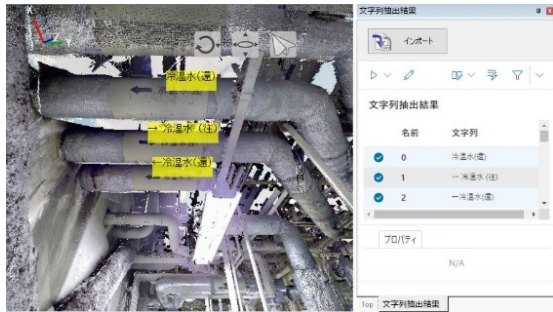 X
Y
冷温水(還)
→ 冷温水 (往)
←冷温水(還)
文字列抽出結果
インポート
文字列抽出結果
名前 文字列
0 冷温水(還)
1 → 冷温水 (往)
2 ←冷温水(還)
プロパティ
N/A
Top 文字列抽出結果